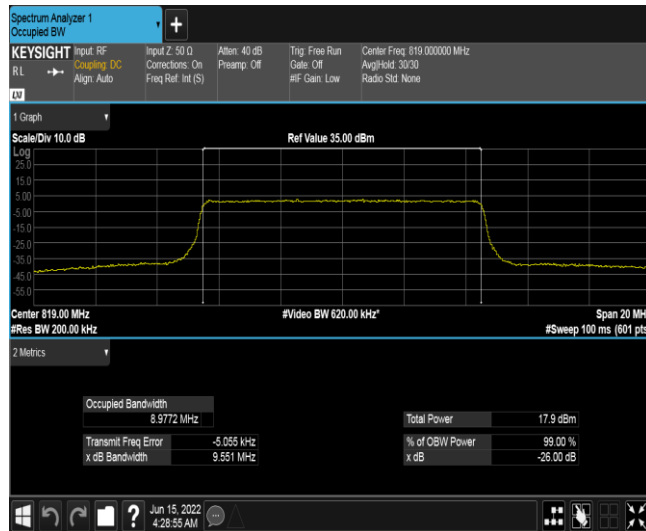 Spectrum Analyzer 1
Occupied BW
+
KEYSIGHT
RL
LXI
Input: RF
Coupling: DC
Align: Auto
Input Z: 50 Ω
Corrections: On
Freq Ref: Int (S)
Atten: 40 dB
Preamp: Off
Trig: Free Run
Gate: Off
#IF Gain: Low
Center Freq: 819.000000 MHz
Avg|Hold: 30/30
Radio Std: None
1 Graph
Scale/Div 10.0 dB
Ref Value 35.00 dBm
Log
25.0
15.0
5.00
-5.00
-15.0
-25.0
-35.0
-45.0
-55.0
Center 819.00 MHz
#Video BW 620.00 kHz*
Span 20 MH
#Res BW 200.00 kHz
#Sweep 100 ms (601 pts
2 Metrics
Occupied Bandwidth
8.9772 MHz
Total Power 17.9 dBm
Transmit Freq Error -5.055 kHz
% of OBW Power 99.00 %
x dB Bandwidth 9.551 MHz
x dB -26.00 dB
?
Jun 15, 2022
4:28:55 AM